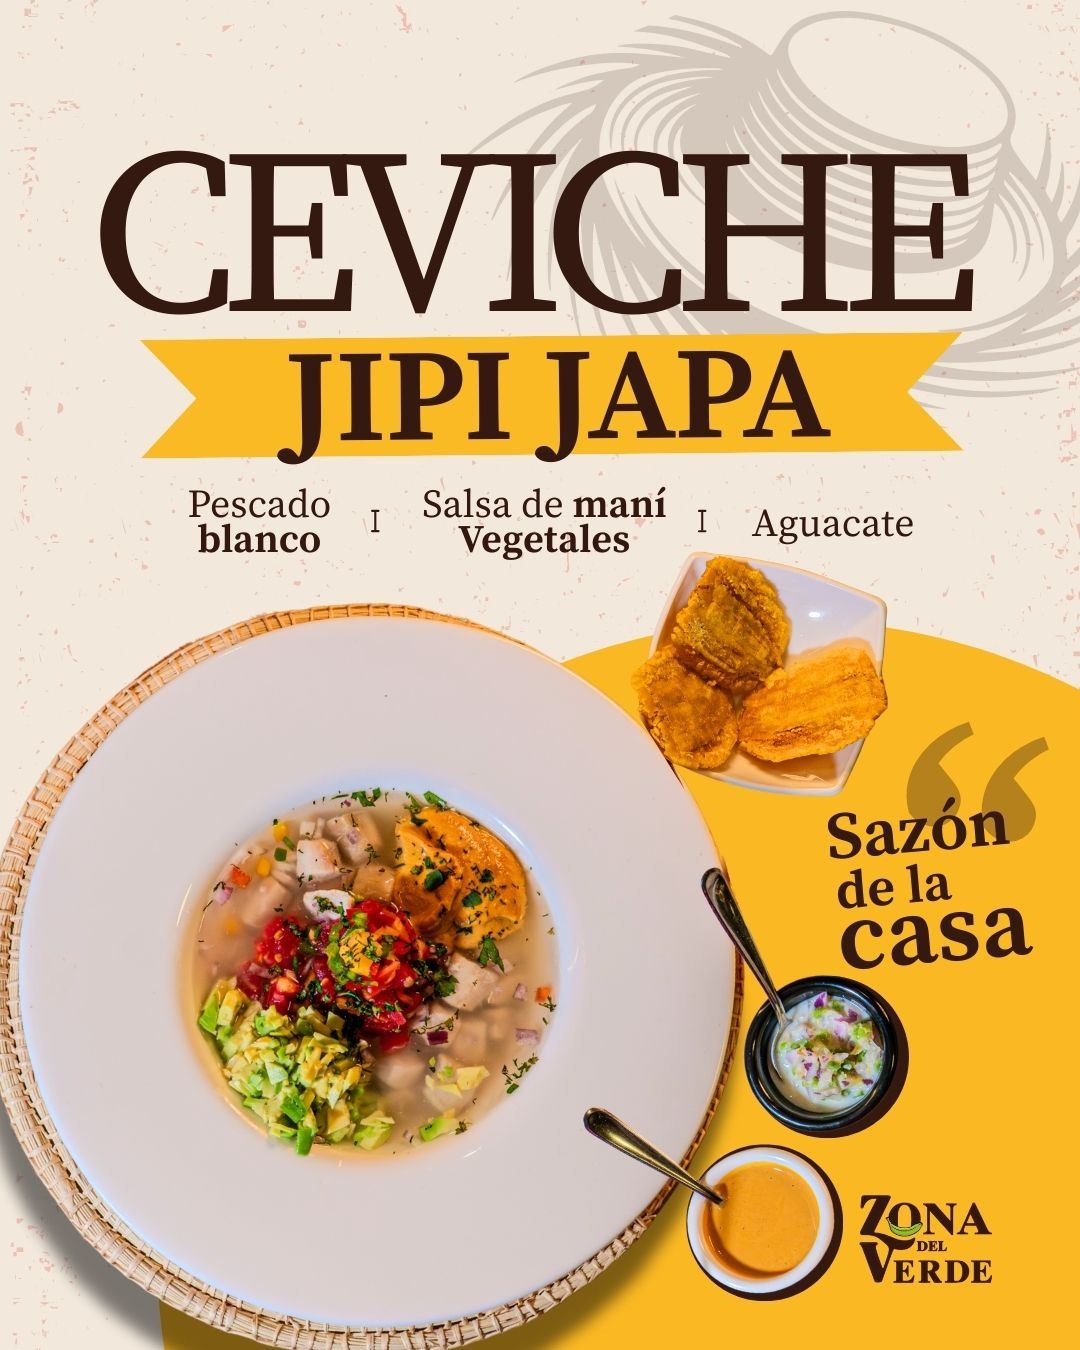 CEVICHE
JIPI JAPA
Pescado
blanco
I
Salsa de maní
Vegetales
I
Aguacate
“
Sazón
de la
casa
ZONA
DEL
VERDE